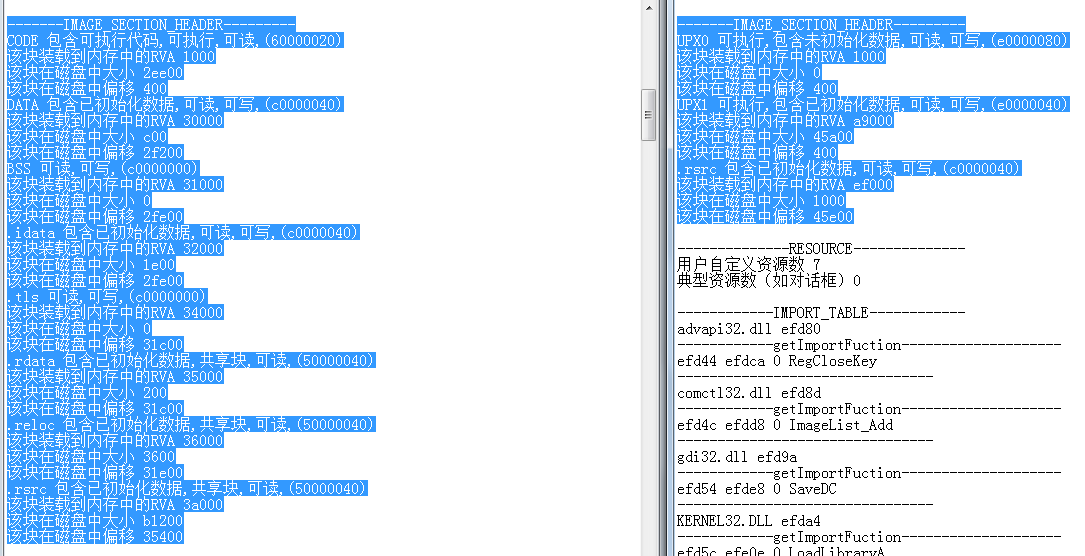 -------IMAGE_SECTION_HEADER---------
CODE 包含可执行代码,可执行,可读,(60000020)
该块装载到内存中的RVA 1000
该块在磁盘中大小 2ee00
该块在磁盘中偏移 400
DATA 包含已初始化数据,可读,可写,(c0000040)
该块装载到内存中的RVA 30000
该块在磁盘中大小 c00
该块在磁盘中偏移 2f200
BSS 可读,可写,(c0000000)
该块装载到内存中的RVA 31000
该块在磁盘中大小 0
该块在磁盘中偏移 2fe00
.idata 包含已初始化数据,可读,可写,(c0000040)
该块装载到内存中的RVA 32000
该块在磁盘中大小 1e00
该块在磁盘中偏移 2fe00
.tls 可读,可写,(c0000000)
该块装载到内存中的RVA 34000
该块在磁盘中大小 0
该块在磁盘中偏移 31c00
.rdata 包含已初始化数据,共享块,可读,(50000040)
该块装载到内存中的RVA 35000
该块在磁盘中大小 200
该块在磁盘中偏移 31c00
.reloc 包含已初始化数据,共享块,可读,(50000040)
该块装载到内存中的RVA 36000
该块在磁盘中大小 3600
该块在磁盘中偏移 31e00
.rsrc 包含已初始化数据,共享块,可读,(50000040)
该块装载到内存中的RVA 3a000
该块在磁盘中大小 b1200
该块在磁盘中偏移 35400
-------IMAGE_SECTION_HEADER---------
UPX0 可执行,包含未初始化数据,可读,可写,(e0000080)
该块装载到内存中的RVA 1000
该块在磁盘中大小 0
该块在磁盘中偏移 400
UPX1 可执行,包含已初始化数据,可读,可写,(e0000040)
该块装载到内存中的RVA a9000
该块在磁盘中大小 45a00
该块在磁盘中偏移 400
.rsrc 包含已初始化数据,可读,可写,(c0000040)
该块装载到内存中的RVA ef000
该块在磁盘中大小 1000
该块在磁盘中偏移 45e00
--------------RESOURCE--------------
用户自定义资源数 7
典型资源数（如对话框）0
------------IMPORT_TABLE------------
advapi32.dll efd80
------------getImportFuction--------------------
efd44 efdca 0 RegCloseKey
--------------------------------
comctl32.dll efd8d
------------getImportFuction--------------------
efd4c efdd8 0 ImageList_Add
--------------------------------
gdi32.dll efd9a
------------getImportFuction--------------------
efd54 efde8 0 SaveDC
--------------------------------
KERNEL32.DLL efda4
------------getImportFuction--------------------
efd5c efe0e 0 LoadLibraryA